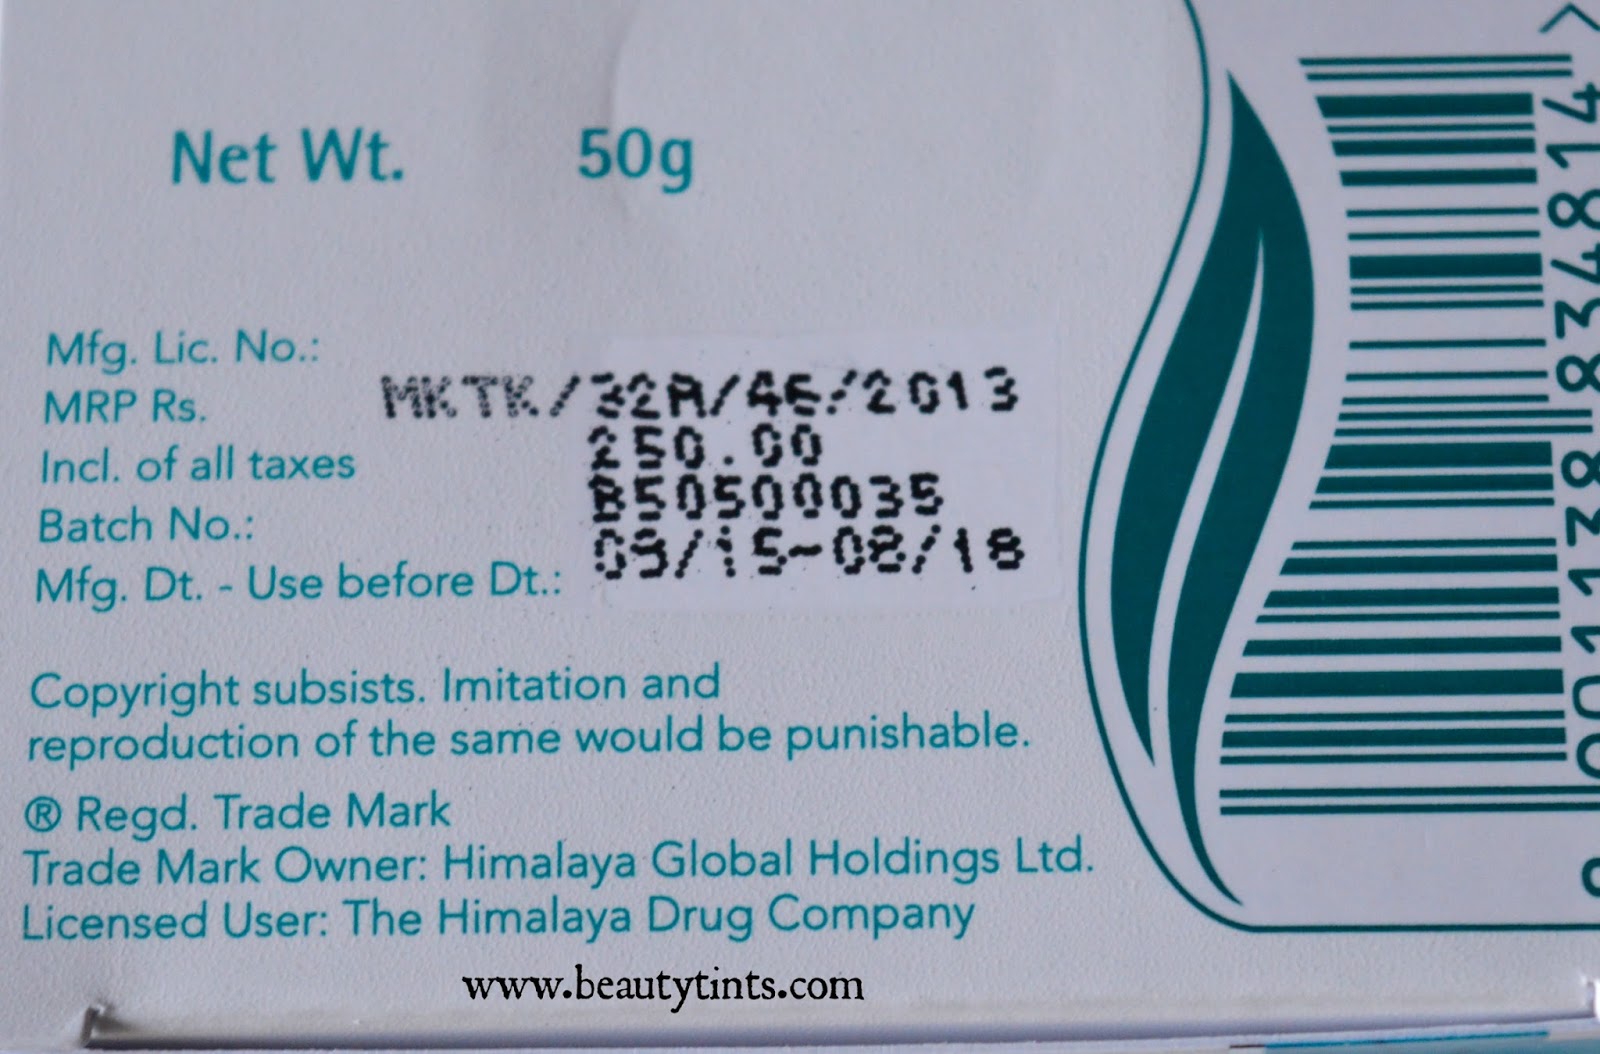 Net Wt. 50g
Mfg. Lic. No.:
MRP Rs.
Incl. of all taxes
Batch No.:
Mfg. Dt. - Use before Dt.:
MKTK/32A/46/2013
250.00
B50500035
09/15-08/18
Copyright subsists. Imitation and
reproduction of the same would be punishable.
® Regd. Trade Mark
Trade Mark Owner: Himalaya Global Holdings Ltd.
Licensed User: The Himalaya Drug Company
www.beautytints.com
901138 834814 >